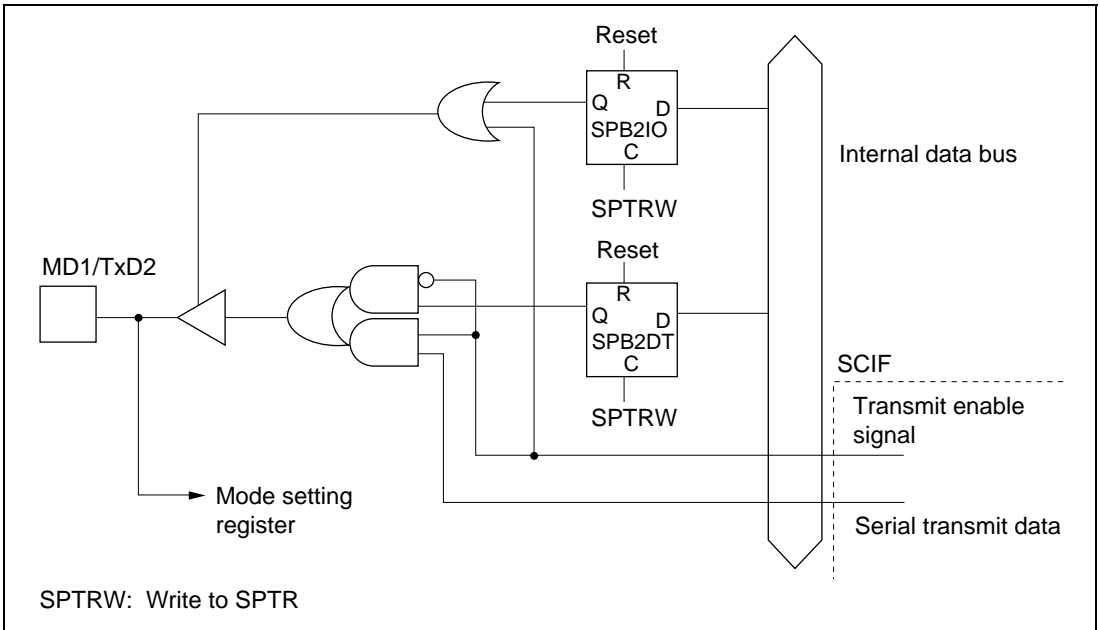 Reset
R
Q
D
SPB2IO
C
SPTRW
Internal data bus
Reset
R
Q
D
SPB2DT
C
SPTRW
MD1/TxD2
SCIF
Transmit enable
signal
Mode setting
register
Serial transmit data
SPTRW: Write to SPTR